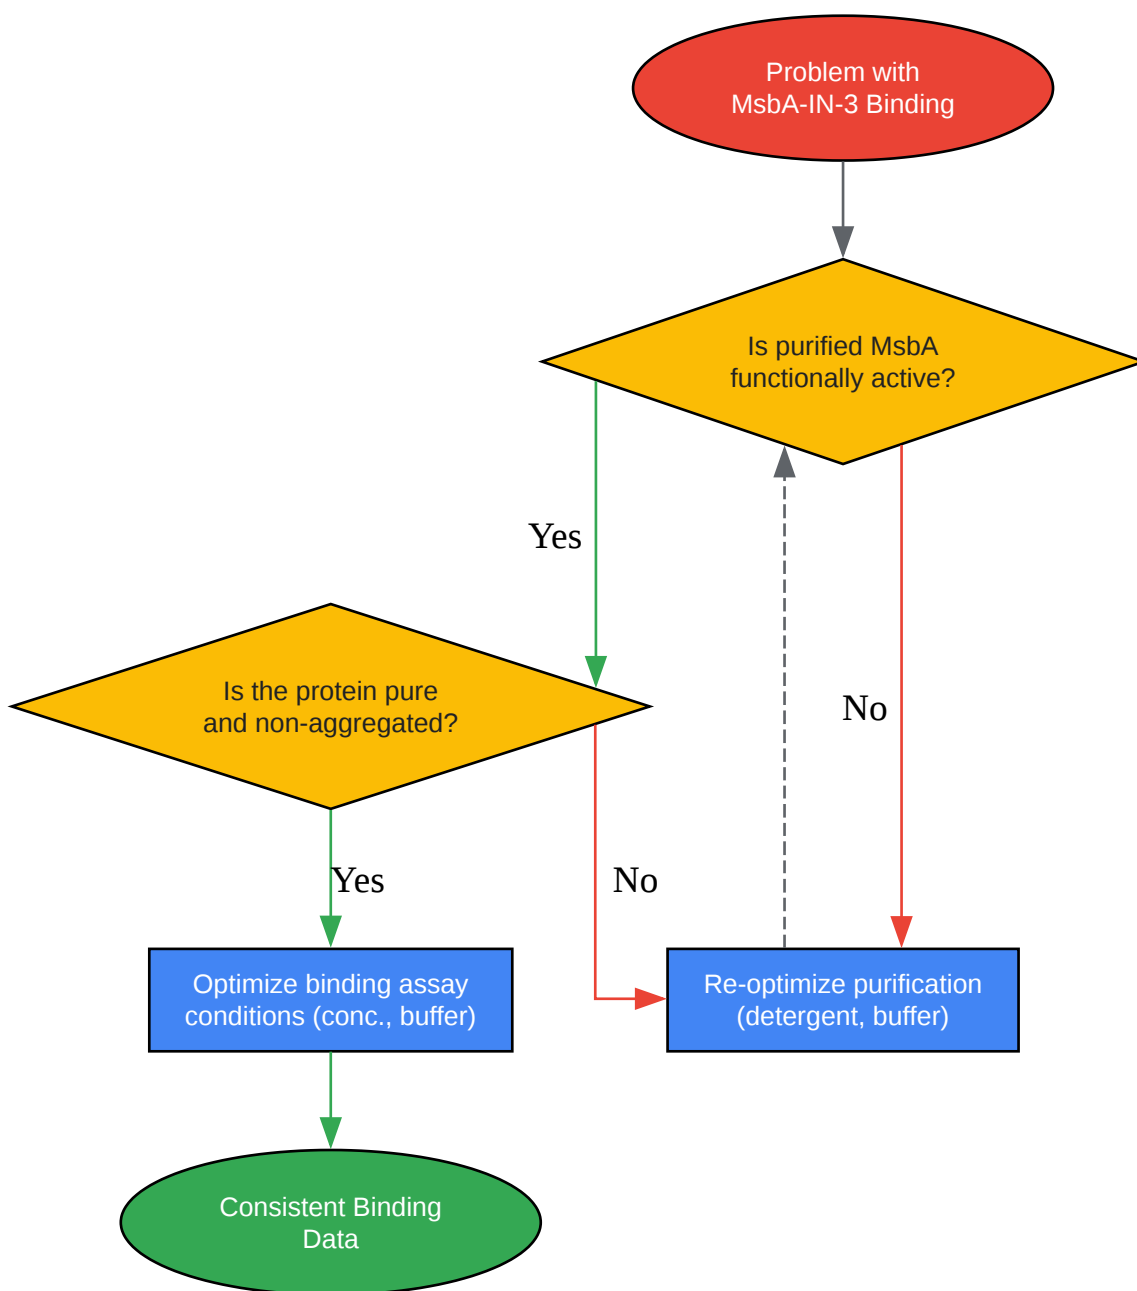 Problem with
MsbA-IN-3 Binding
Is purified MsbA
functionally active?
Yes
No
Is the protein pure
and non-aggregated?
Yes
No
Optimize binding assay
conditions (conc., buffer)
Re-optimize purification
(detergent, buffer)
Consistent Binding
Data